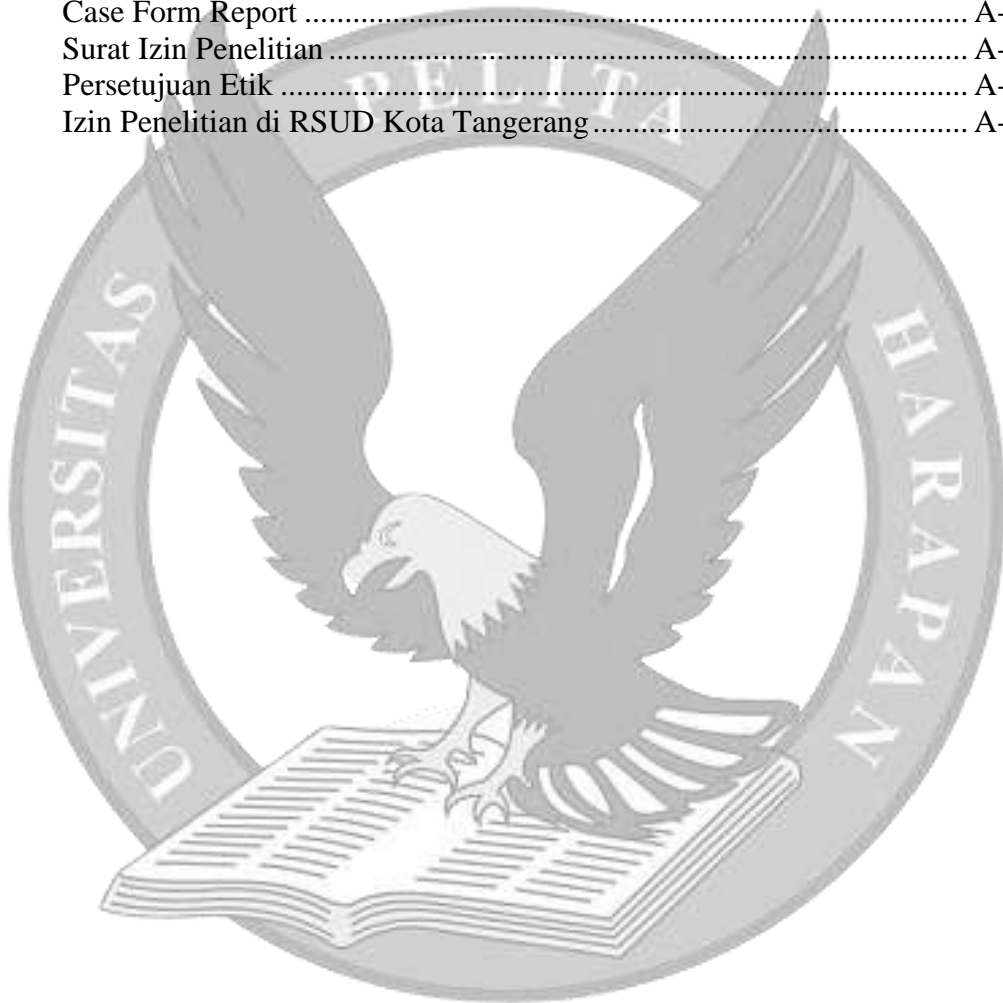 Case Form Report ........................................................................................ A-
Surat Izin Penelitian ..................................................................................... A-
Persetujuan Etik ............................................................................................ A-
Izin Penelitian di RSUD Kota Tangerang .................................................. A-
UNIVERSITAS PELITA HARAPAN